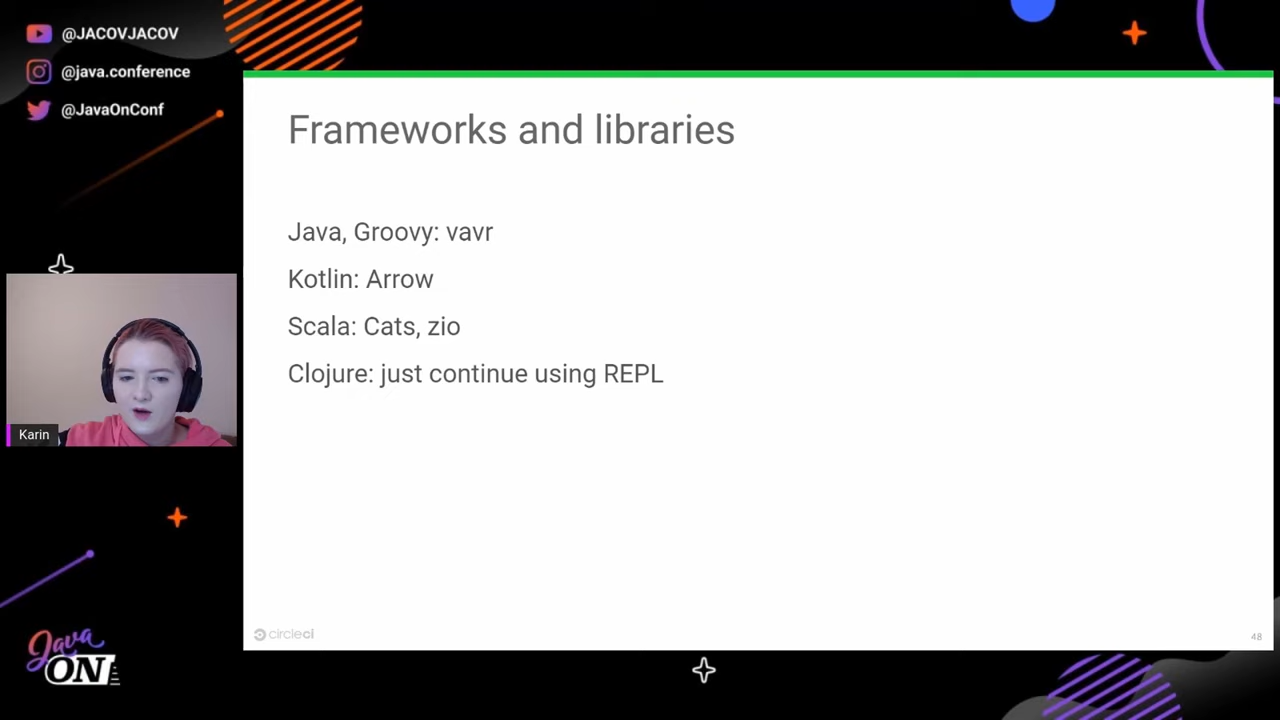 @JACOVJACOV
@java.conference
@JavaOnConf
Frameworks and libraries
Java, Groovy: vavr
Kotlin: Arrow
Scala: Cats, zio
Clojure: just continue using REPL
Karin
circleci
48
Java
ON